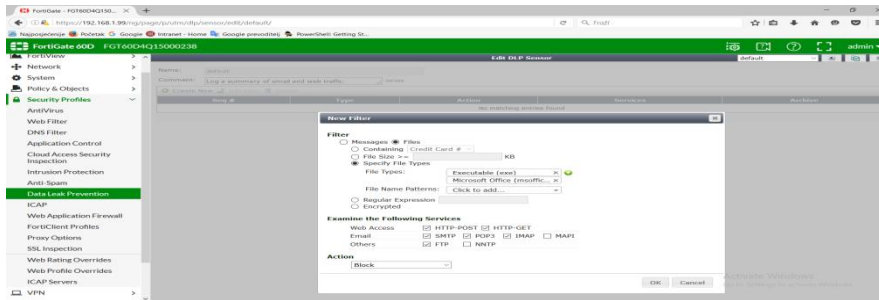 FortiGate - FGT60D4Q150...
https://192.168.1.99/ng/page/p/utm/dlp/sensor/edit/default/
Traži
Najposjećenije Početak Google Intranet - Home Google prevoditelj PowerShell Getting St...
FortiGate 60D FGT60D4Q15000238
admin
FortiView
Edit DLP Sensor
default
Network
Name: default
System
Comment: Log a summary of email and web traffic.
Policy & Objects
Create New
Security Profiles
Seq # Type Action Services Archive
No matching entries found
AntiVirus
Web Filter
DNS Filter
Application Control
Cloud Access Security
Inspection
Intrusion Protection
Anti-Spam
Data Leak Prevention
ICAP
Web Application Firewall
FortiClient Profiles
Proxy Options
SSL Inspection
Web Rating Overrides
Web Profile Overrides
ICAP Servers
VPN
New Filter
Filter
Messages Files
Containing Credit Card #
File Size >= KB
Specify File Types
File Types: Executable (exe)
Microsoft Office (msoffic...
File Name Patterns: Click to add...
Regular Expression
Encrypted
Examine the Following Services
Web Access HTTP-POST HTTP-GET
Email SMTP POP3 IMAP MAPI
Others FTP NNTP
Action
Block
OK Cancel
Activate Windows